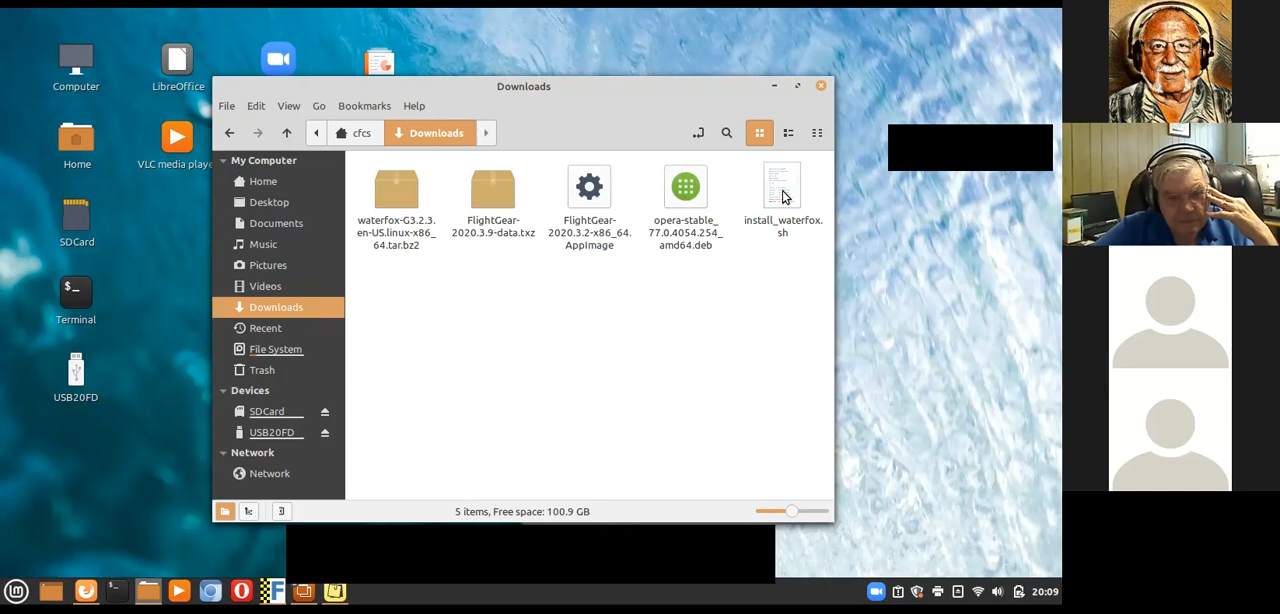 Computer
LibreOffice
Home
VLC media playe
SDCard
Terminal
USB20FD
Downloads
File Edit View Go Bookmarks Help
cfcs Downloads
My Computer
Home
Desktop
Documents
Music
Pictures
Videos
Downloads
Recent
File System
Trash
Devices
SDCard
USB20FD
Network
Network
waterfox-G3.2.3.
en-US.linux-x86_
64.tar.bz2
FlightGear-
2020.3.9-data.txz
FlightGear-
2020.3.2-x86_64.
AppImage
opera-stable_
77.0.4054.254_
amd64.deb
install_waterfox.
sh
5 items, Free space: 100.9 GB
20:09